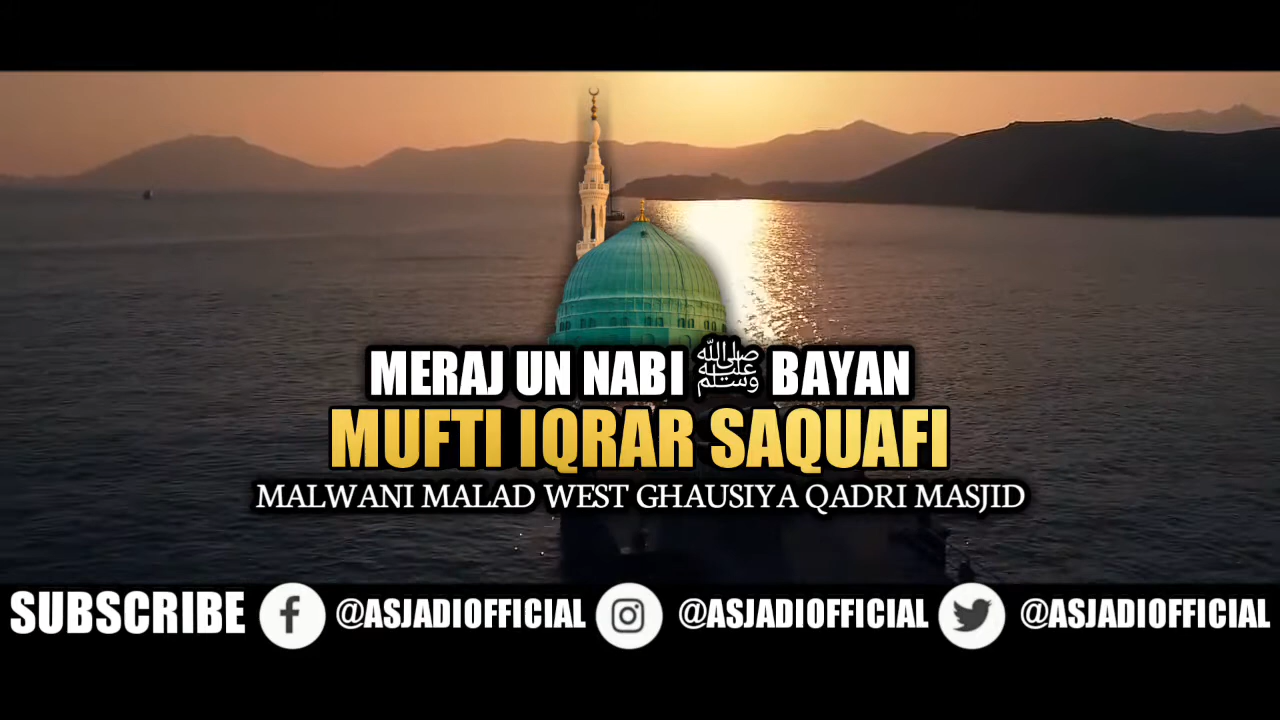 MERAJ UN NABI ﷺ BAYAN
MUFTI IQRAR SAQUAFI
MALWANI MALAD WEST GHAUSIYA QADRI MASJID
SUBSCRIBE @ASJADIOFFICIAL @ASJADIOFFICIAL @ASJADIOFFICIAL